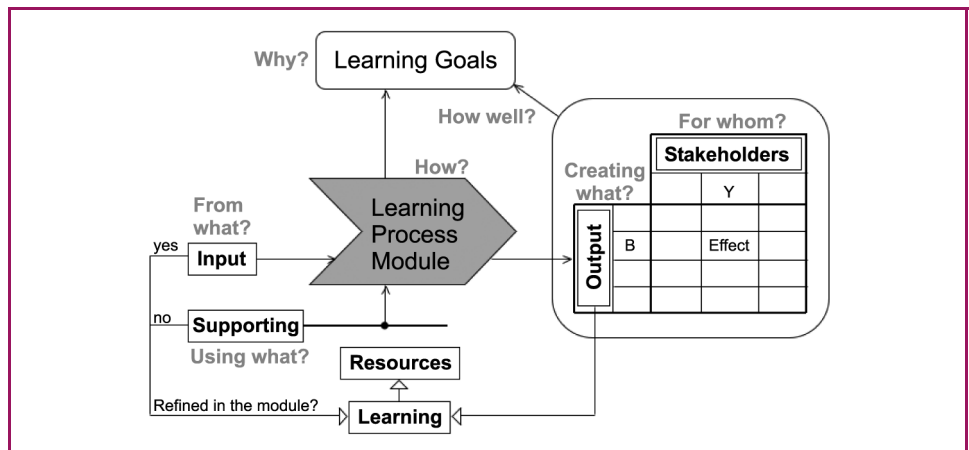 Why?
Learning Goals
How well?
For whom?
Stakeholders
How?
Creating
what?
Y
From
what?
Learning
Process
Module
Output
B
Effect
yes
Input
no
Supporting
Using what?
Resources
Refined in the module?
Learning